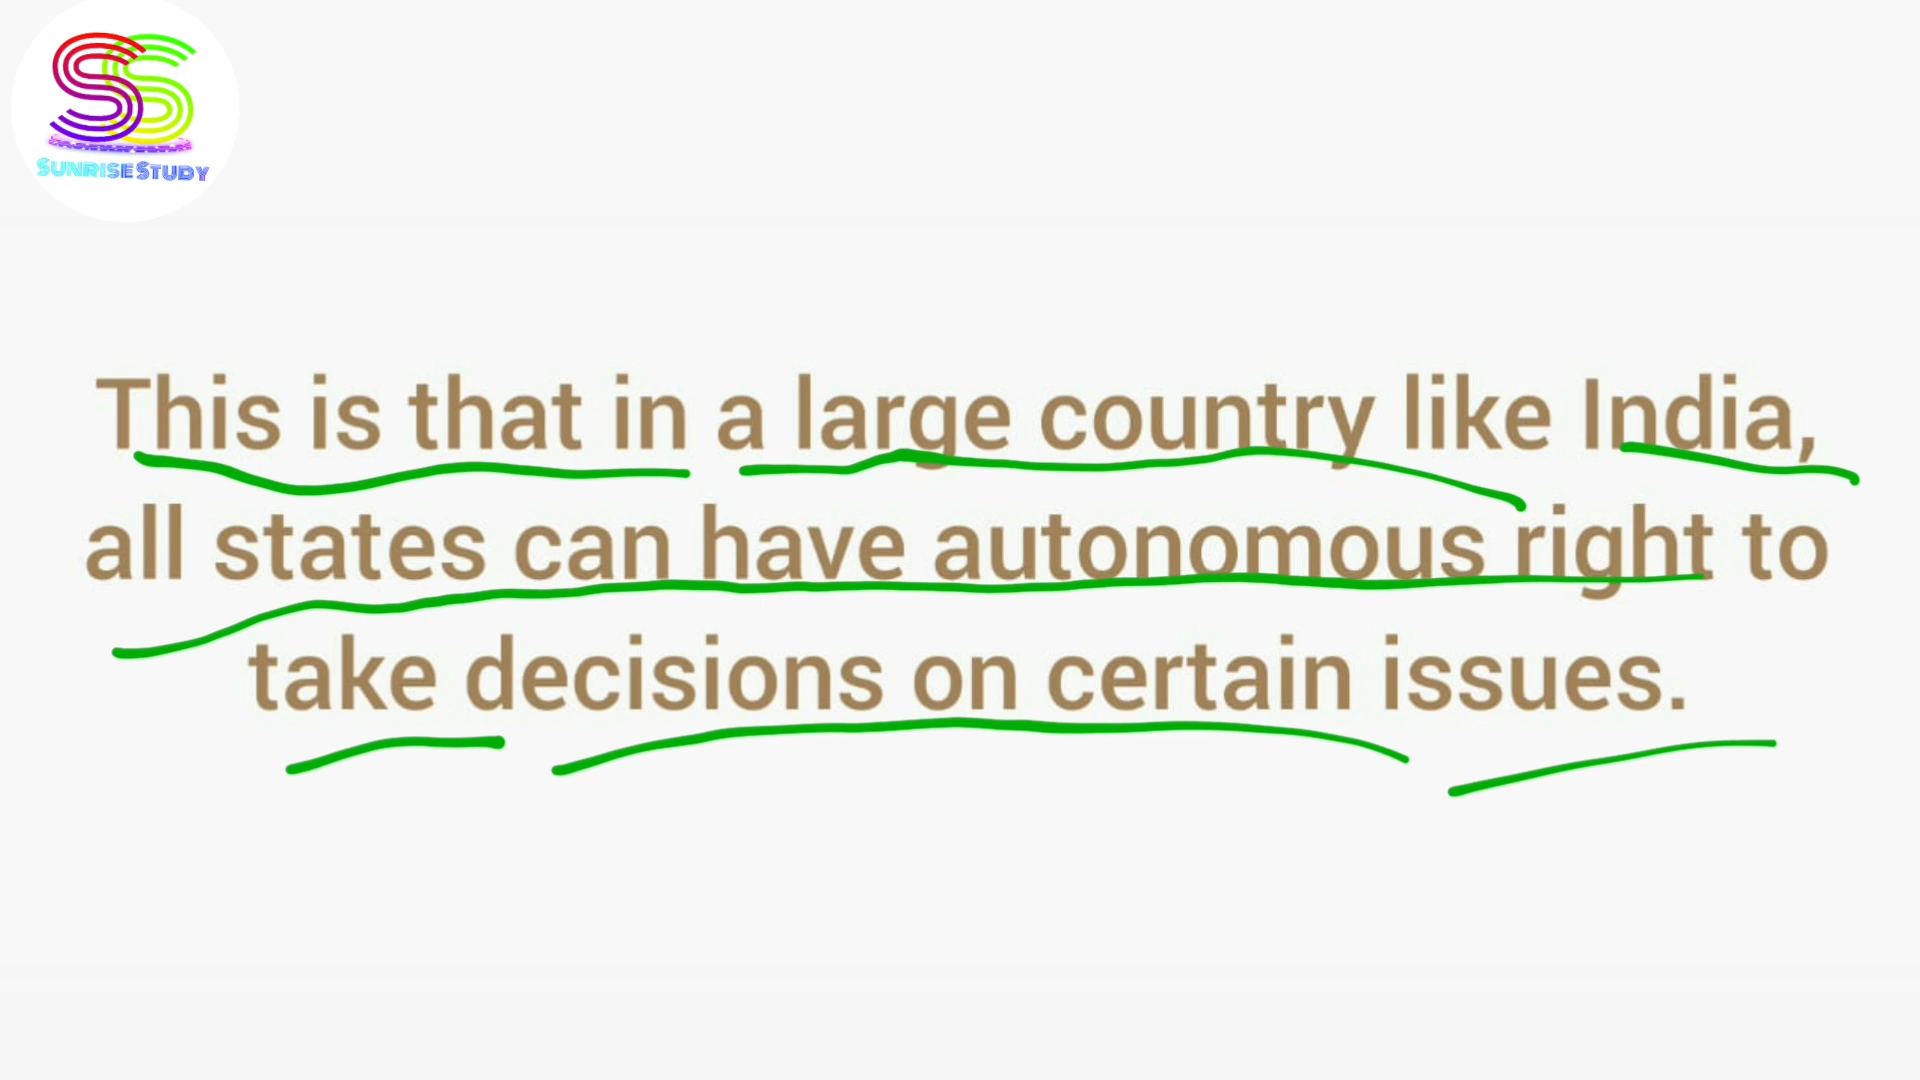 SS
SUNRISE STUDY
This is that in a large country like India,
all states can have autonomous right to
take decisions on certain issues.